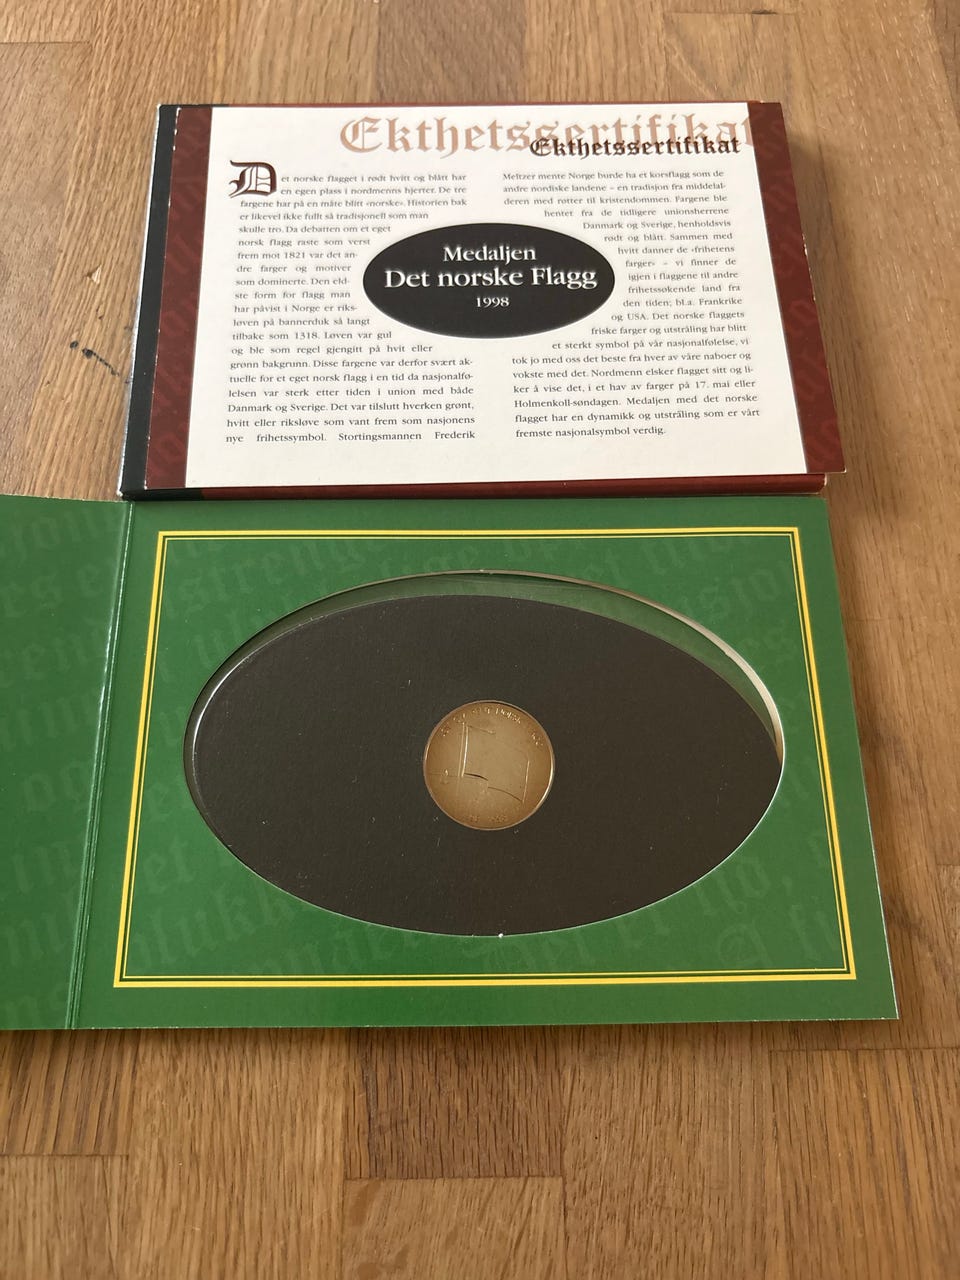 Ekthetssertifikat
Ekthetssertifikat
Det norske flagget i rødt hvitt og blått har
en egen plass i nordmenns hjerter. De tre
fargene har på en måte blitt «norske». Historien bak
er likevel ikke fullt så tradisjonell som man
skulle tro. Da debatten om et eget
norsk flagg raste som verst
frem mot 1821 var det an-
dre farger og motiver
som dominerte. Den eld-
ste form for flagg man
har påvist i Norge er riks-
løven på bannerduk så langt
tilbake som 1318. Løven var gul
og ble som regel gjengitt på hvit eller
grønn bakgrunn. Disse fargene var derfor svært ak-
tuelle for et eget norsk flagg i en tid da nasjonalfø-
lelsen var sterk etter tiden i union med både
Danmark og Sverige. Det var tilslutt hverken grønt,
hvitt eller riksløve som vant frem som nasjonens
nye frihetssymbol. Stortingsmannen Frederik
Medaljen
Det norske Flagg
1998
Meltzer mente Norge burde ha et korsflagg som de
andre nordiske landene – en tradisjon fra middelal-
deren med røtter til kristendommen. Fargene ble
hentet fra de tidligere unionsherrene
Danmark og Sverige, henholdsvis
rødt og blått. Sammen med
hvitt danner de «frihetens
farger» – vi finner de
igjen i flaggene til andre
frihetssøkende land fra
den tiden; bl.a. Frankrike
og USA. Det norske flaggets
friske farger og utstråling har blitt
et sterkt symbol på vår nasjonalfølelse, vi
tok jo med oss det beste fra hver av våre naboer og
vokste med det. Nordmenn elsker flagget sitt og li-
ker å vise det, i et hav av farger på 17. mai eller
Holmenkoll-søndagen. Medaljen med det norske
flagget har en dynamikk og utstråling som er vårt
fremste nasjonalsymbol verdig.